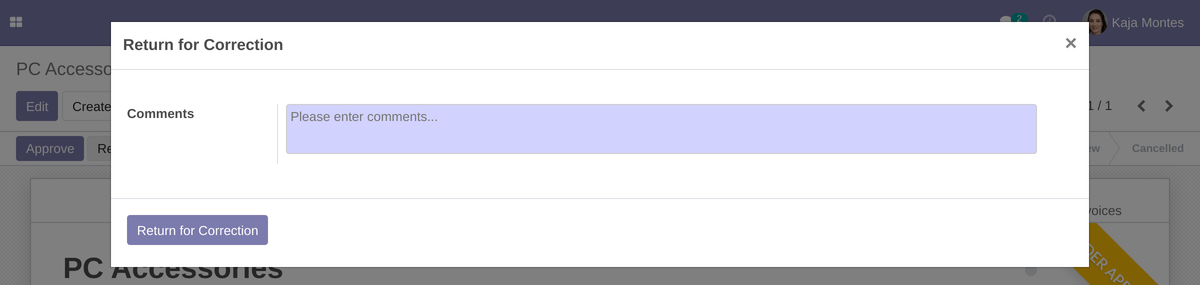 2
Kaja Montes
Return for Correction
×
PC Accesso
Edit
Create
1 / 1
Comments
Please enter comments...
Approve
Re
ew
Cancelled
voices
Return for Correction
PC Accessories
DER APP